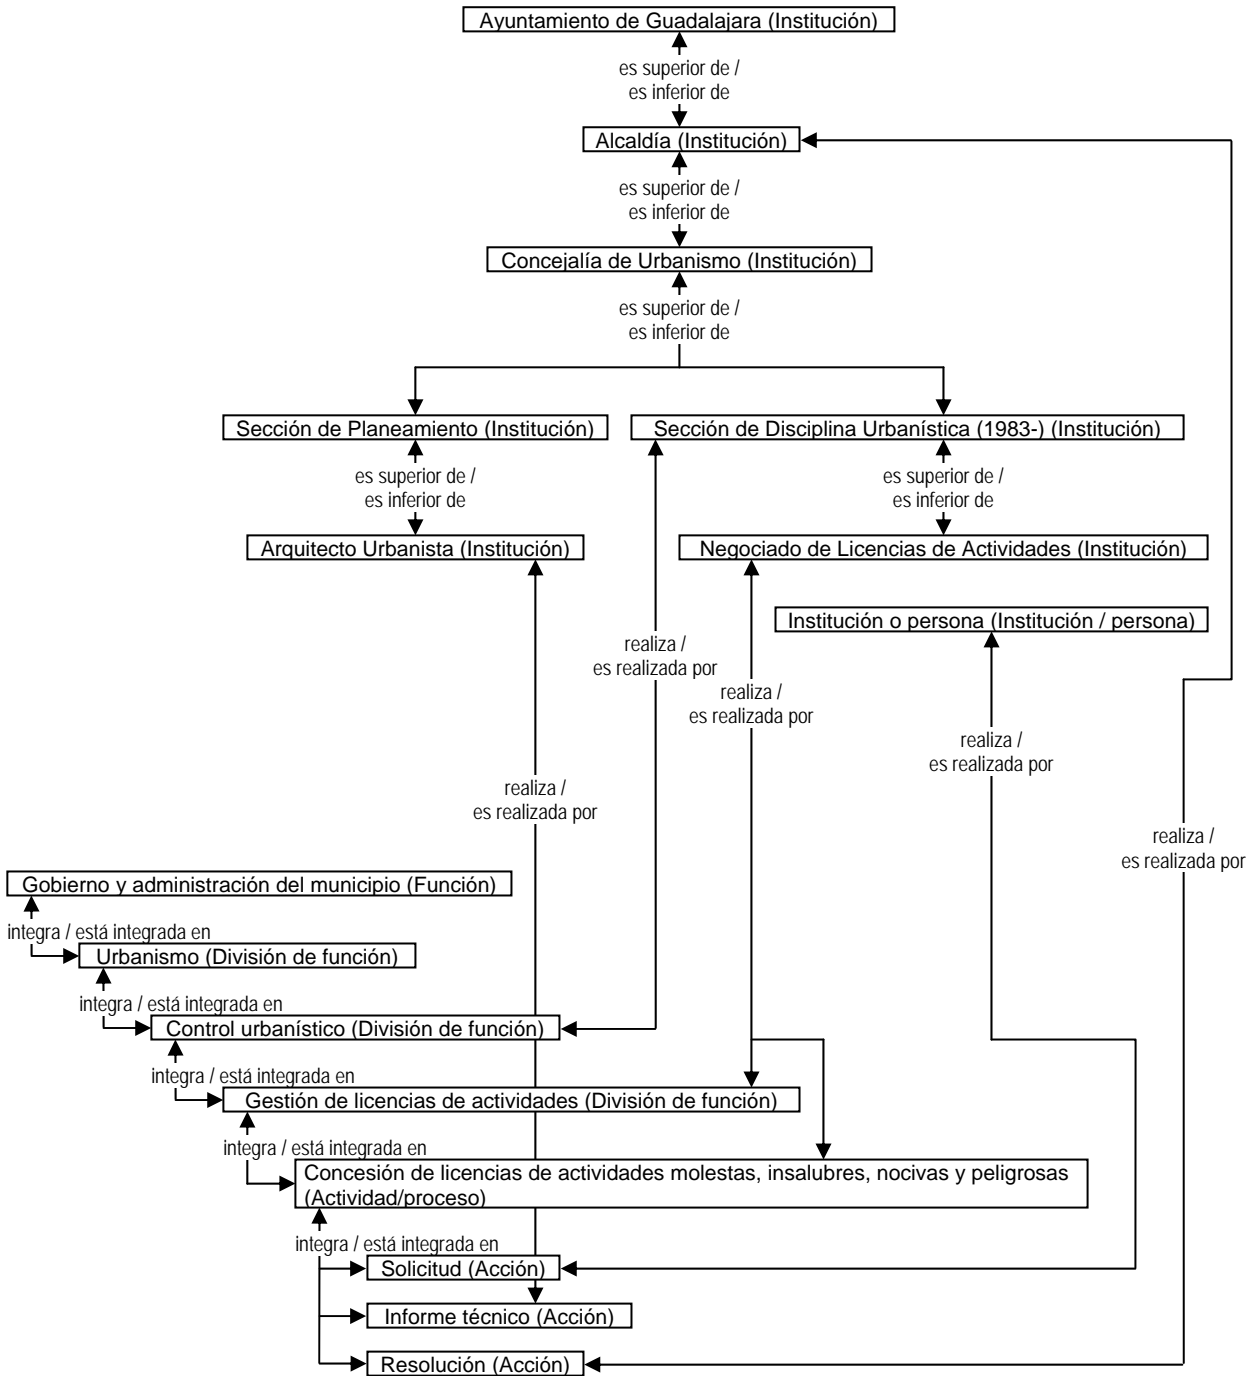 Ayuntamiento de Guadalajara (Institución)
es superior de /
es inferior de
Alcaldía (Institución)
es superior de /
es inferior de
Concejalía de Urbanismo (Institución)
es superior de /
es inferior de
Sección de Planeamiento (Institución)
Sección de Disciplina Urbanística (1983-) (Institución)
es superior de /
es inferior de
es superior de /
es inferior de
Arquitecto Urbanista (Institución)
Negociado de Licencias de Actividades (Institución)
Institución o persona (Institución / persona)
realiza /
es realizada por
realiza /
es realizada por
realiza /
es realizada por
realiza /
es realizada por
realiza /
es realizada por
Gobierno y administración del municipio (Función)
integra / está integrada en
Urbanismo (División de función)
integra / está integrada en
Control urbanístico (División de función)
integra / está integrada en
Gestión de licencias de actividades (División de función)
integra / está integrada en
Concesión de licencias de actividades molestas, insalubres, nocivas y peligrosas
(Actividad/proceso)
integra / está integrada en
Solicitud (Acción)
Informe técnico (Acción)
Resolución (Acción)